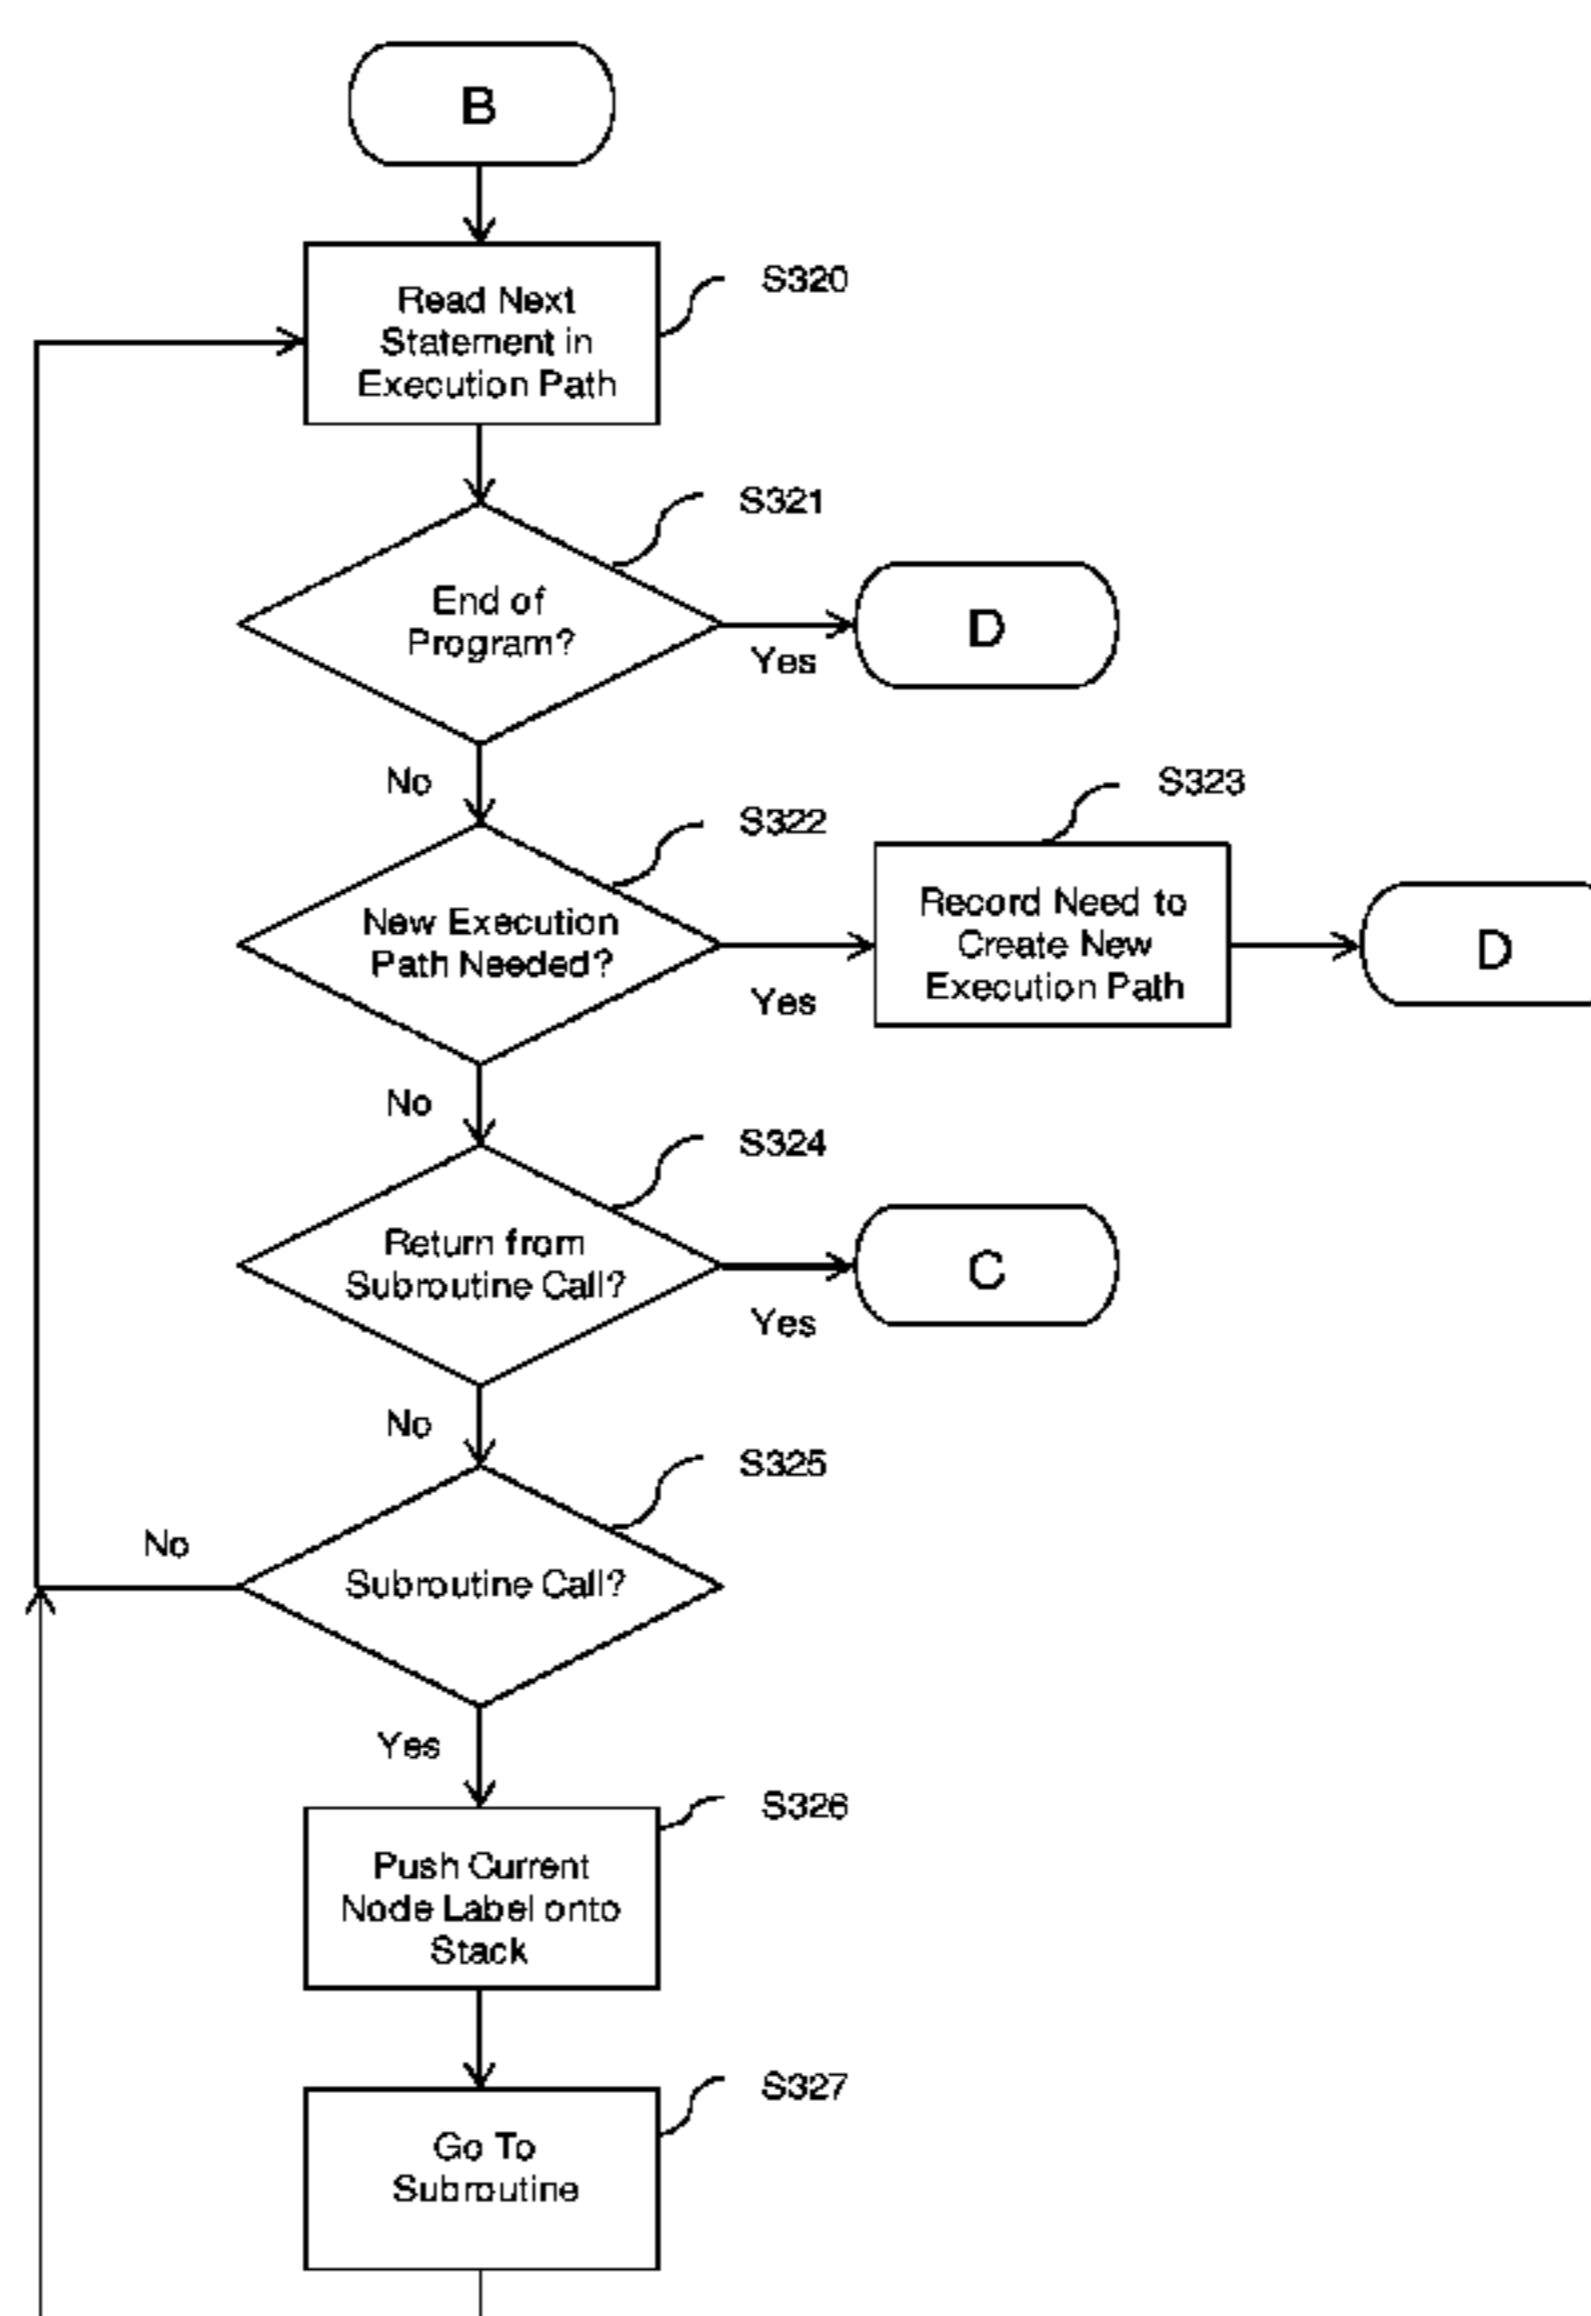 B
Read Next
Statement in
Execution Path
S320
S321
End of
Program?
Yes
D
No
S322
S323
New Execution
Path Needed?
Yes
Record Need to
Create New
Execution Path
D
No
S324
Return from
Subroutine Call?
Yes
C
No
S325
Subroutine Call?
No
Yes
S326
Push Current
Node Label onto
Stack
S327
Go To
Subroutine